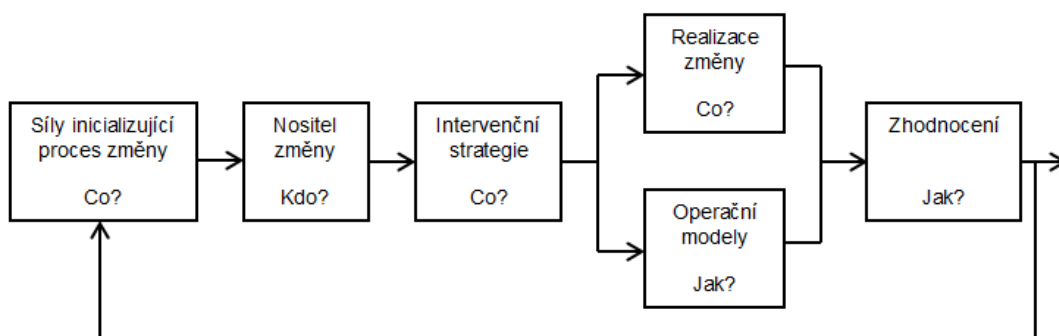 Síly inicializující
proces změny
Co?
Nositel
změny
Kdo?
Intervenční
strategie
Co?
Realizace
změny
Co?
Operační
modely
Jak?
Zhodnocení
Jak?